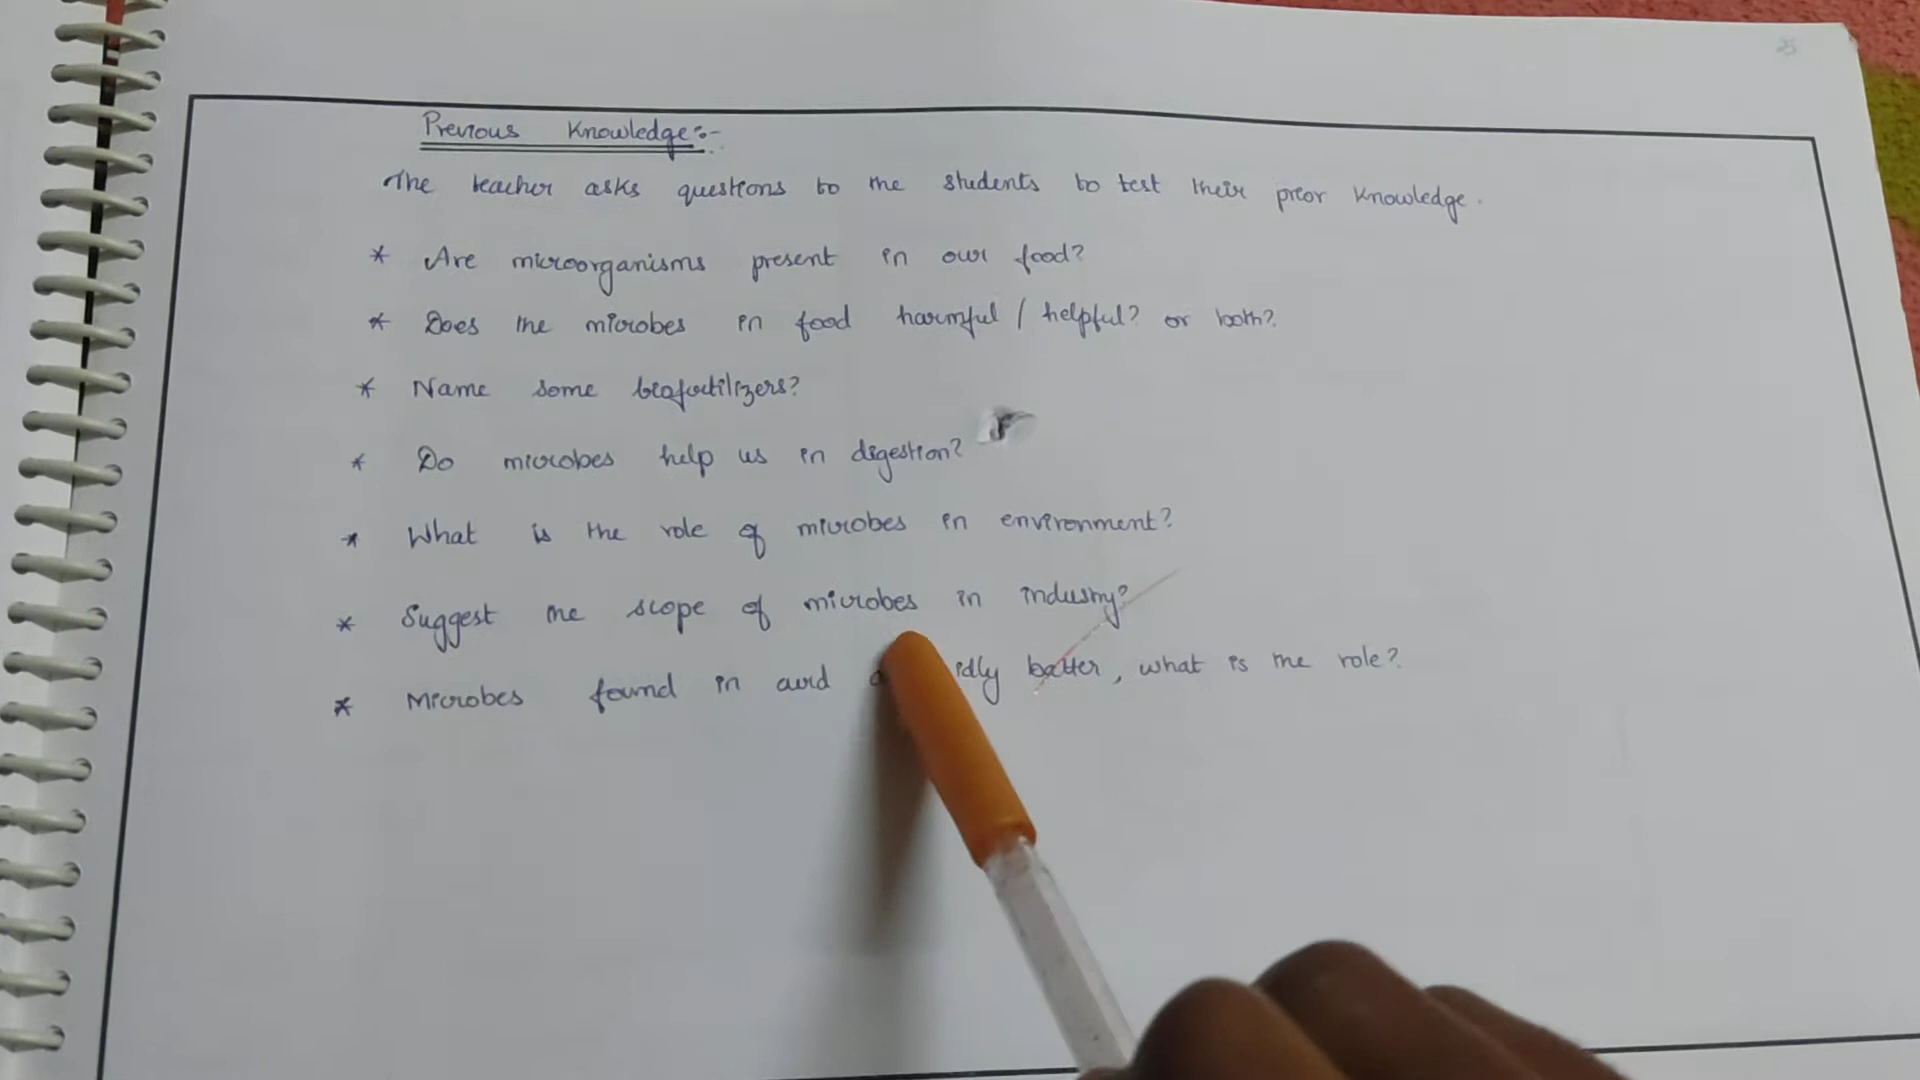 25
Previous Knowledge:-
The teacher asks questions to the students to test their prior knowledge.
* Are microorganisms present in our food?
* Does the microbes in food harmful / helpful? or both?
* Name some biofertilizers?
* Do microbes help us in digestion?
* What is the role of microbes in environment?
* Suggest the scope of microbes in industry?
* Microbes found in curd idly batter, what is the role?